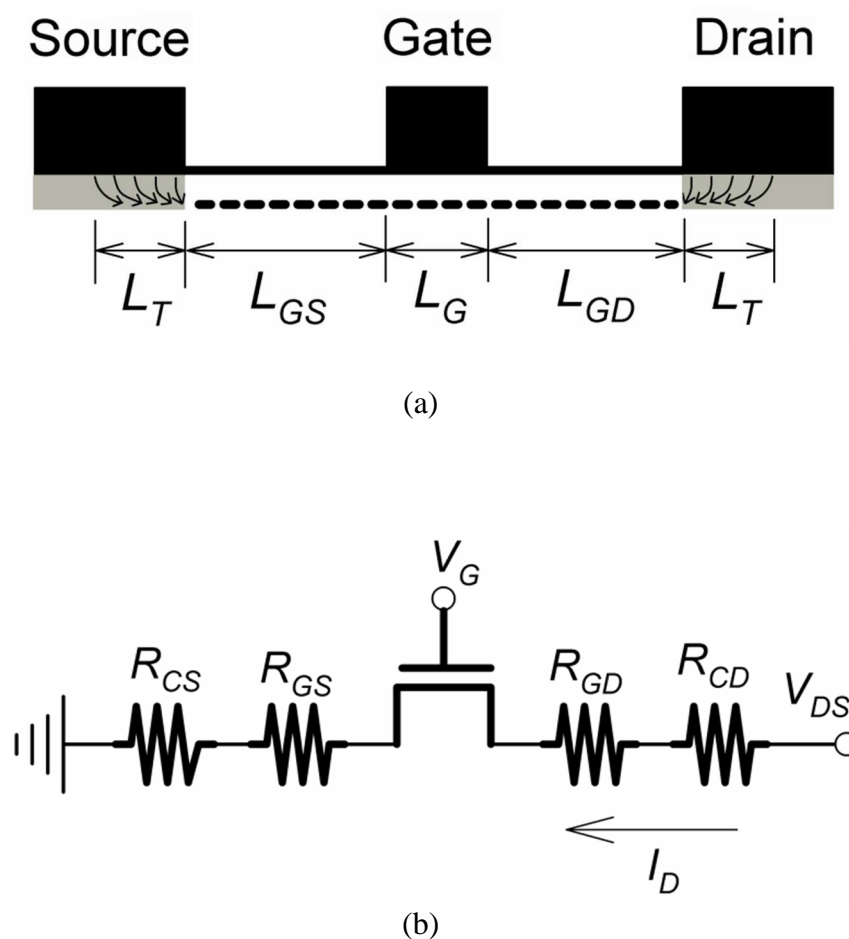 Source Gate Drain
L_T L_GS L_G L_GD L_T
(a)
V_G
R_CS R_GS R_GD R_CD V_DS
I_D
(b)